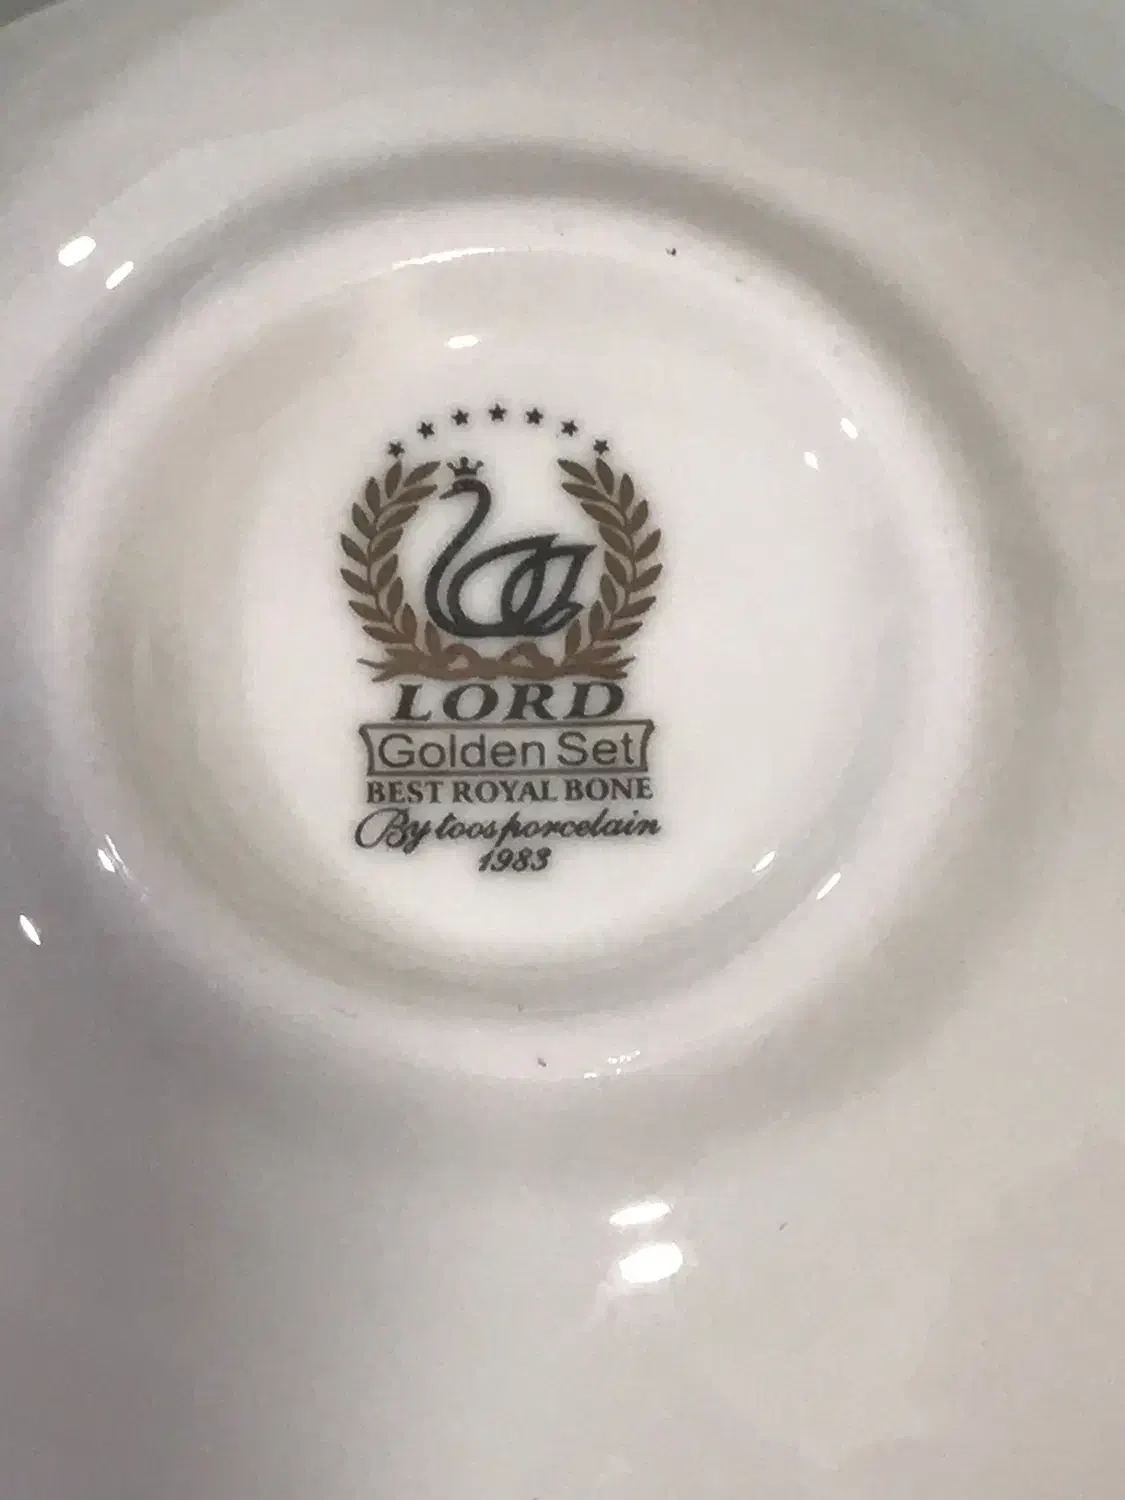 LORD
Golden Set
BEST ROYAL BONE
By toos porcelain
1983